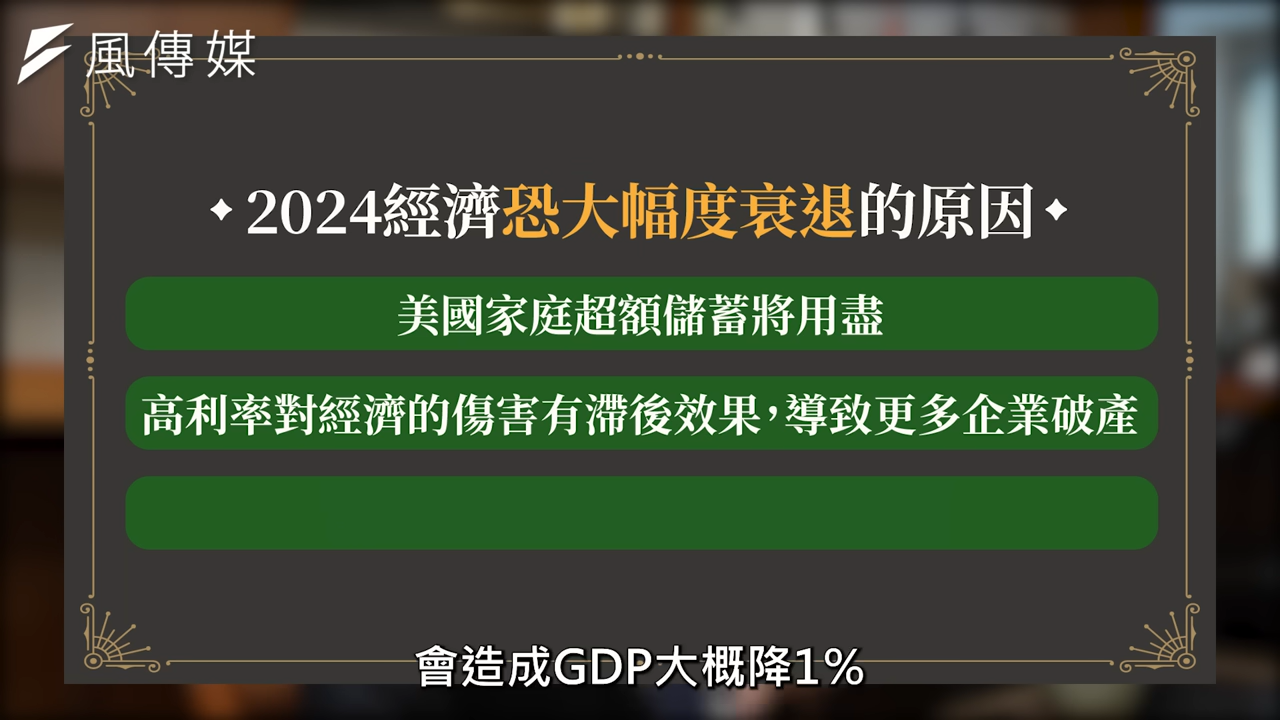 風傳媒
2024經濟恐大幅度衰退的原因
美國家庭超額儲蓄將用盡
高利率對經濟的傷害有滯後效果，導致更多企業破產
會造成GDP大概降1%